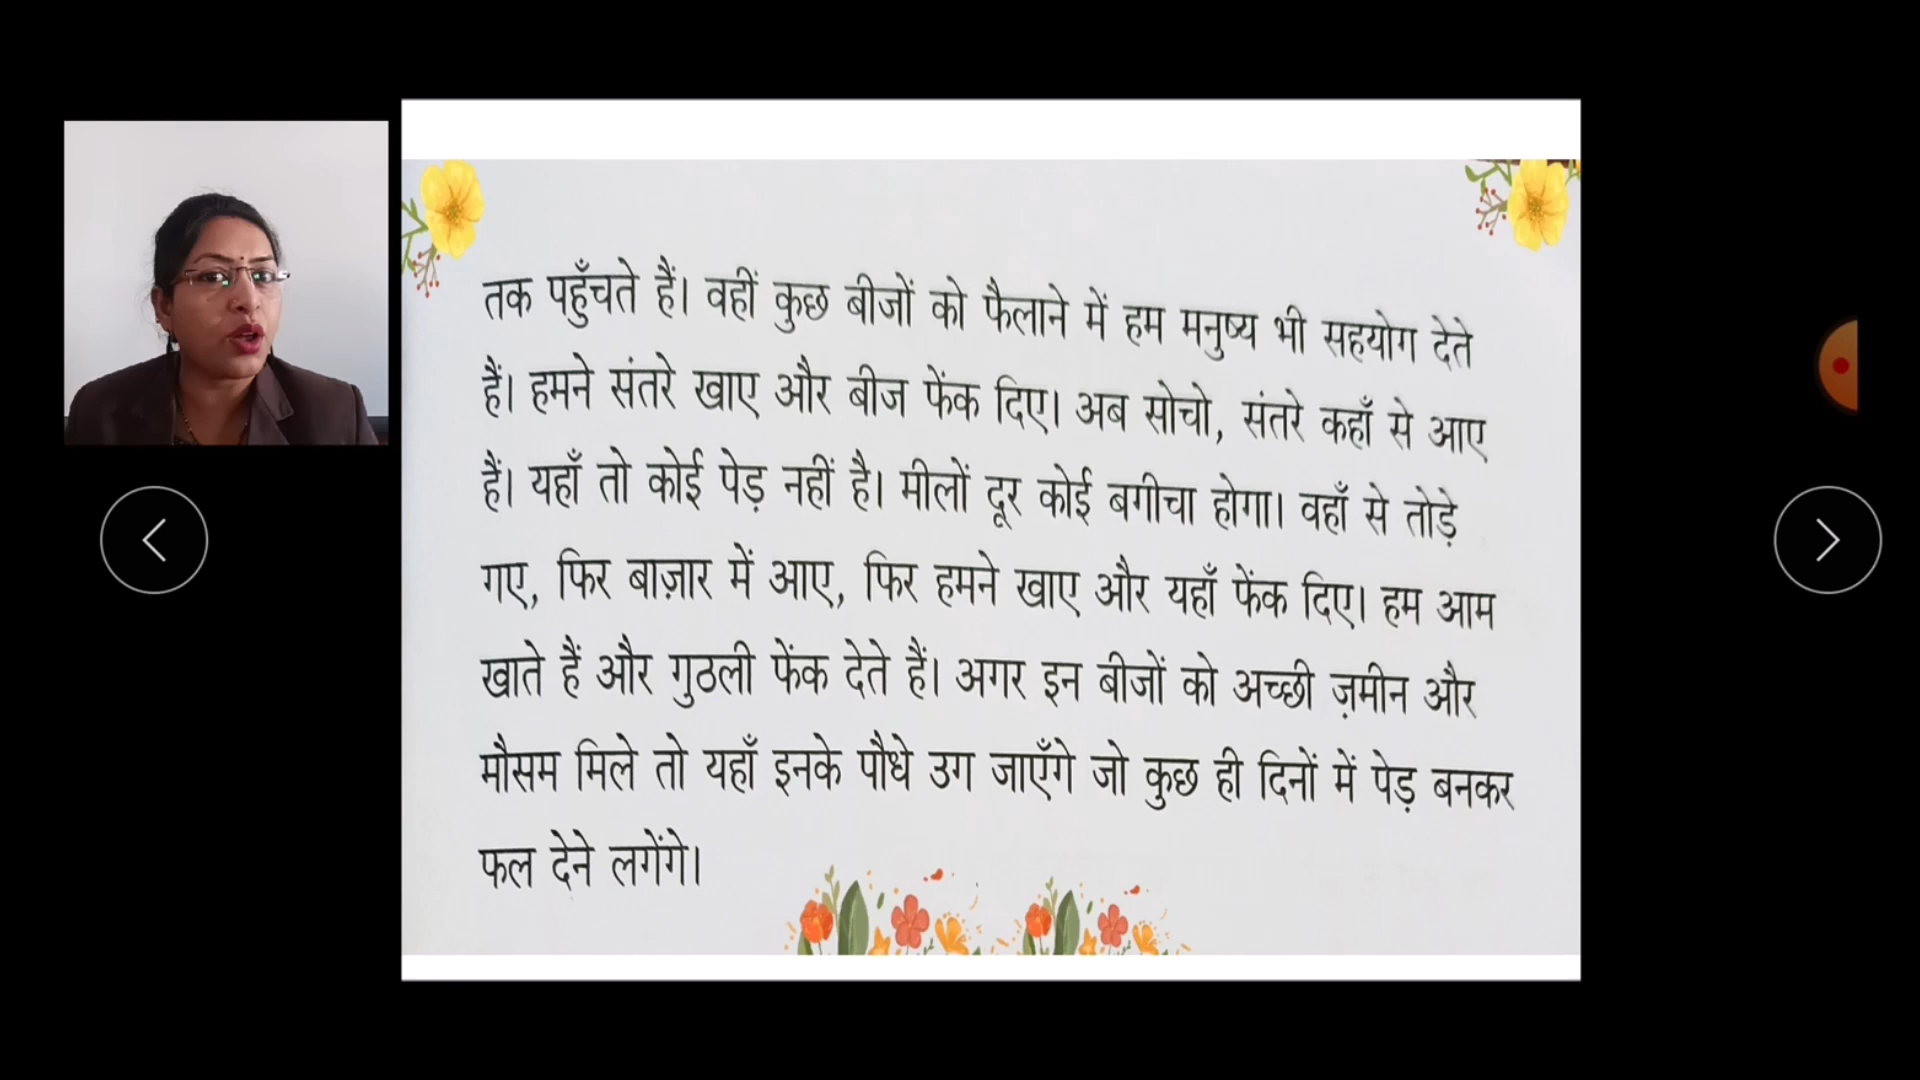 तक पहुँचते हैं। वहीं कुछ बीजों को फैलाने में हम मनुष्य भी सहयोग देते
हैं। हमने संतरे खाए और बीज फेंक दिए। अब सोचो, संतरे कहाँ से आए
हैं। यहाँ तो कोई पेड़ नहीं है। मीलों दूर कोई बगीचा होगा। वहाँ से तोड़े
गए, फिर बाज़ार में आए, फिर हमने खाए और यहाँ फेंक दिए। हम आम
खाते हैं और गुठली फेंक देते हैं। अगर इन बीजों को अच्छी ज़मीन और
मौसम मिले तो यहाँ इनके पौधे उग जाएँगे जो कुछ ही दिनों में पेड़ बनकर
फल देने लगेंगे।